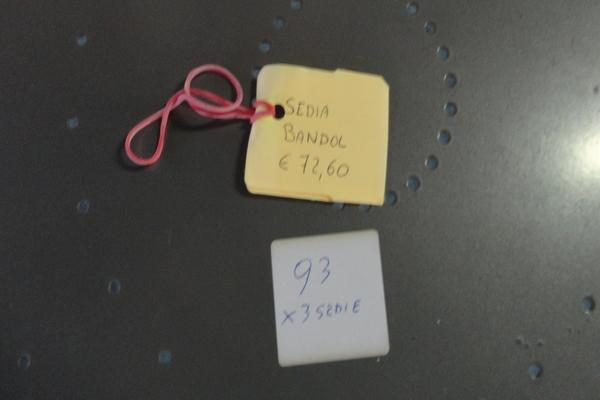 SEDIA
BANDOL
€ 72,60
93
x 3 SEDIE